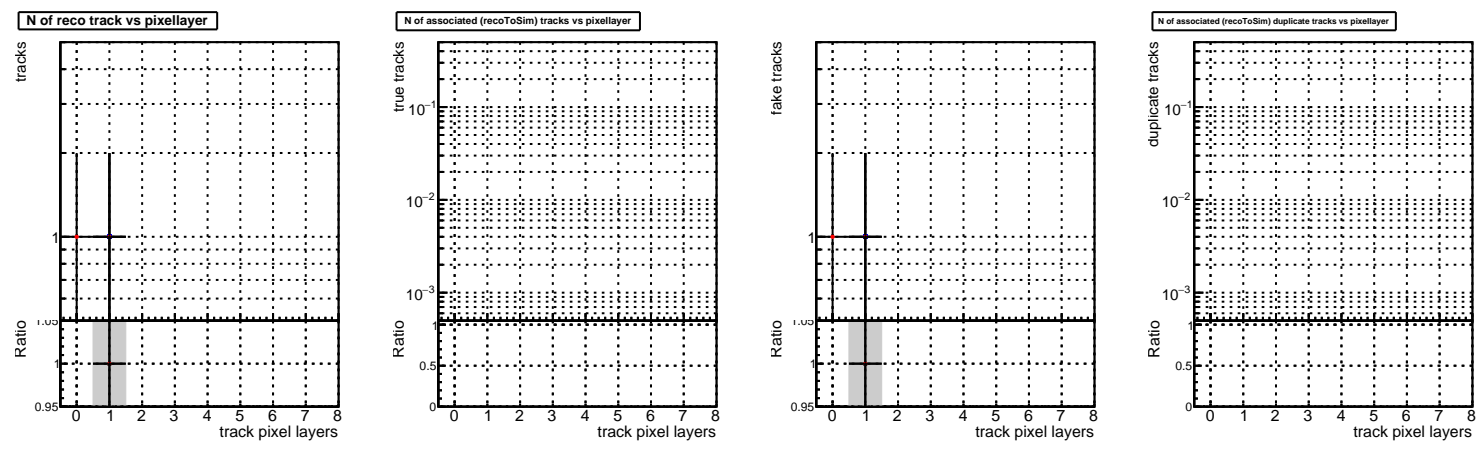 N of reco track vs pixellayer
tracks
1
Ratio
1.05
1
0.95
0 1 2 3 4 5 6 7 8
track pixel layers
N of associated (recoToSim) tracks vs pixellayer
true tracks
10−1
10−2
10−3
Ratio
1
0.5
0
0 1 2 3 4 5 6 7 8
track pixel layers
fake tracks
1
Ratio
1.05
1
0.95
0 1 2 3 4 5 6 7 8
track pixel layers
N of associated (recoToSim) duplicate tracks vs pixellayer
duplicate tracks
10−1
10−2
10−3
Ratio
1
0.5
0
0 1 2 3 4 5 6 7 8
track pixel layers